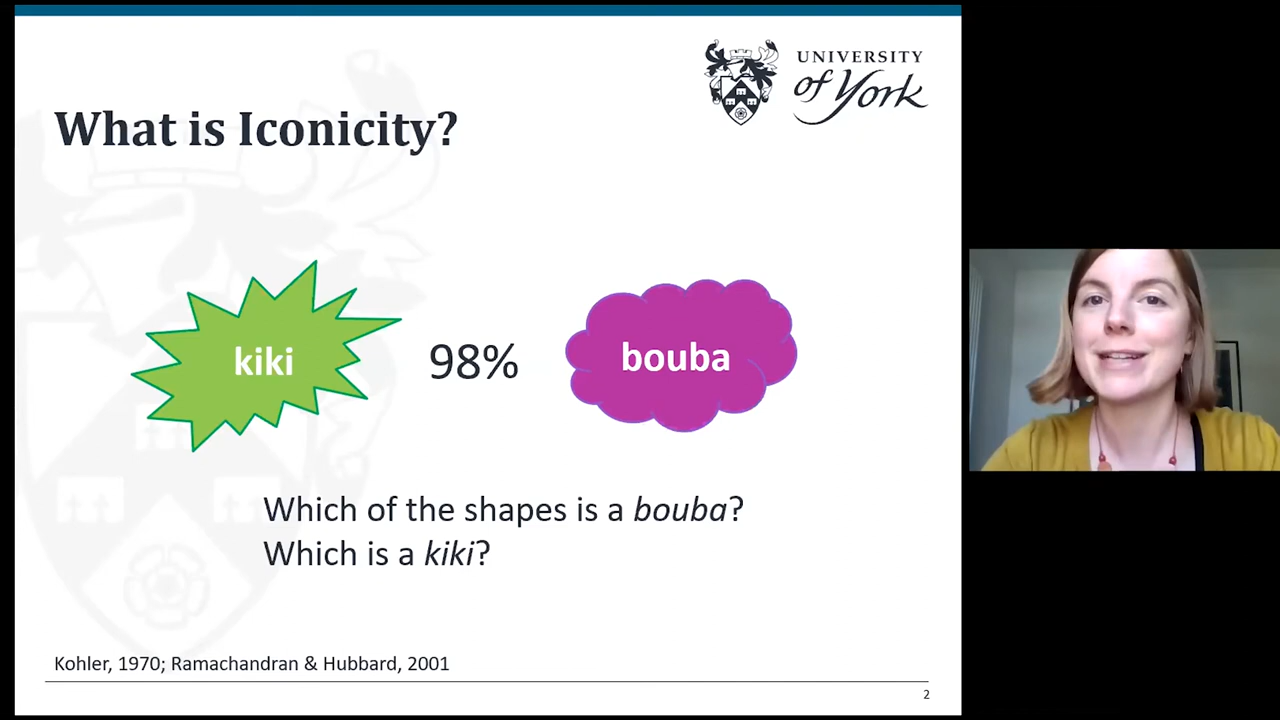 UNIVERSITY
of York
What is Iconicity?
kiki
98%
bouba
Which of the shapes is a bouba?
Which is a kiki?
Kohler, 1970; Ramachandran & Hubbard, 2001
2